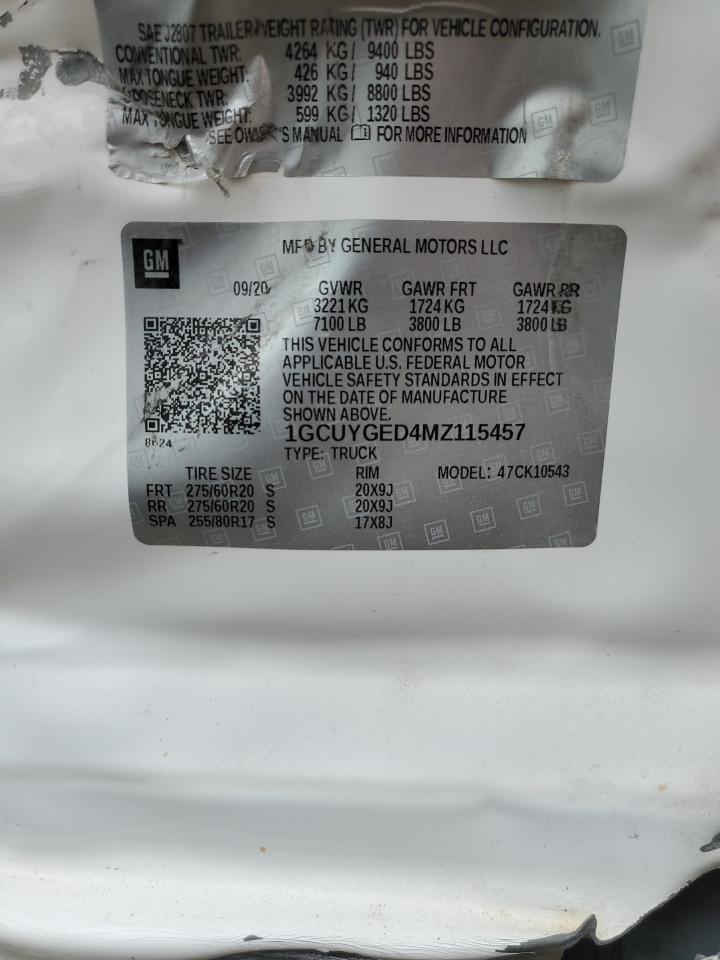 SAE J2807 TRAILER WEIGHT RATING (TWR) FOR VEHICLE CONFIGURATION.
CONVENTIONAL TWR: 4264 KG/ 9400 LBS
MAX TONGUE WEIGHT: 426 KG/ 940 LBS
GOOSENECK TWR: 3992 KG/ 8800 LBS
MAX TONGUE WEIGHT: 599 KG/ 1320 LBS
SEE OWNER'S MANUAL FOR MORE INFORMATION
GM MFD BY GENERAL MOTORS LLC
09/20 GVWR GAWR FRT GAWR RR
3221 KG 1724 KG 1724 KG
7100 LB 3800 LB 3800 LB
THIS VEHICLE CONFORMS TO ALL
APPLICABLE U.S. FEDERAL MOTOR
VEHICLE SAFETY STANDARDS IN EFFECT
ON THE DATE OF MANUFACTURE
SHOWN ABOVE.
1GCUYGED4MZ115457
8624
TYPE: TRUCK
TIRE SIZE RIM MODEL: 47CK10543
FRT 275/60R20 S 20X9J
RR 275/60R20 S 20X9J
SPA 255/80R17 S 17X8J